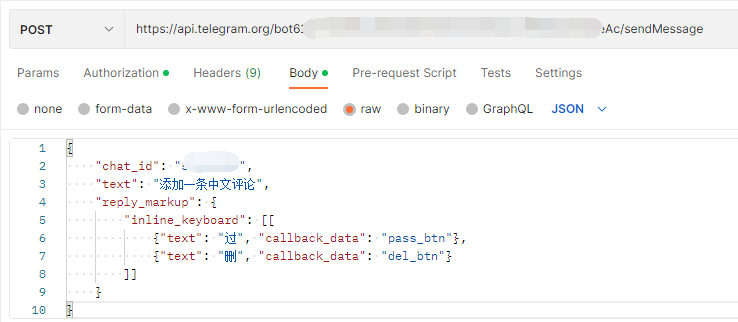 POST https://api.telegram.org/bot6 eAc/sendMessage
Params Authorization Headers (9) Body Pre-request Script Tests Settings
none form-data x-www-form-urlencoded raw binary GraphQL JSON
1 {
2 "chat_id": " ",
3 "text": "添加一条中文评论",
4 "reply_markup": {
5 "inline_keyboard": [[
6 {"text": "过", "callback_data": "pass_btn"},
7 {"text": "删", "callback_data": "del_btn"}
8 ]]
9 }
10 }